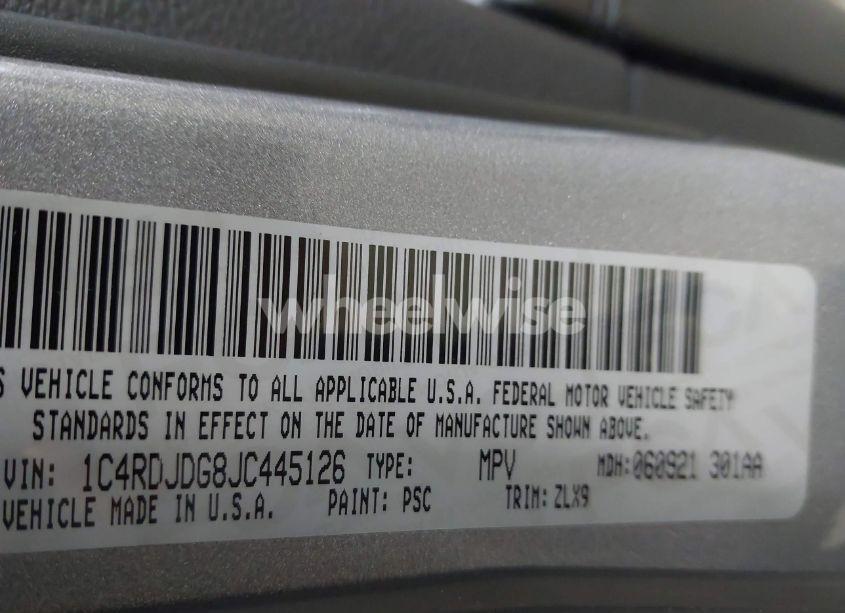 wheelwise
S VEHICLE CONFORMS TO ALL APPLICABLE U.S.A. FEDERAL MOTOR VEHICLE SAFETY
STANDARDS IN EFFECT ON THE DATE OF MANUFACTURE SHOWN ABOVE.
VIN: 1C4RDJDG8JC445126 TYPE: MPV MDH: 060921 301AA
VEHICLE MADE IN U.S.A. PAINT: PSC TRIM: ZLX9